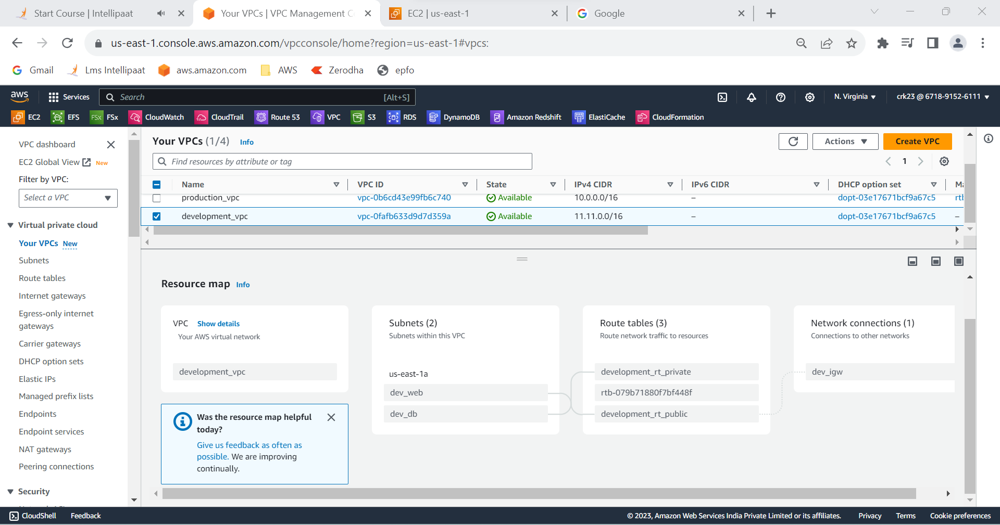 Start Course | Intellipaat
Your VPCs | VPC Management C
EC2 | us-east-1
Google
us-east-1.console.aws.amazon.com/vpcconsole/home?region=us-east-1#vpcs:
Gmail
Lms Intellipaat
aws.amazon.com
AWS
Zerodha
epfo
aws
Services
Search
[Alt+S]
N. Virginia
crk23 @ 6718-9152-6111
EC2
EFS
FSx
FSx
CloudWatch
CloudTrail
Route 53
VPC
S3
RDS
DynamoDB
Amazon Redshift
ElastiCache
CloudFormation
VPC dashboard
EC2 Global View New
Filter by VPC:
Select a VPC
Virtual private cloud
Your VPCs New
Subnets
Route tables
Internet gateways
Egress-only internet
gateways
Carrier gateways
DHCP option sets
Elastic IPs
Managed prefix lists
Endpoints
Endpoint services
NAT gateways
Peering connections
Security
Your VPCs (1/4) Info
Actions
Create VPC
Find resources by attribute or tag
1
Name VPC ID State IPv4 CIDR IPv6 CIDR DHCP option set
production_vpc vpc-0b6cd43e99fb6c740 Available 10.0.0.0/16 – dopt-03e17671bcf9a67c5 rtb
development_vpc vpc-0fafb633d9d7d359a Available 11.11.0.0/16 – dopt-03e17671bcf9a67c5 –
Resource map Info
VPC Show details
Your AWS virtual network
development_vpc
Was the resource map helpful
today?
Give us feedback as often as
possible. We are improving
continually.
Subnets (2)
Subnets within this VPC
us-east-1a
dev_web
dev_db
Route tables (3)
Route network traffic to resources
development_rt_private
rtb-079b71880f7bf448f
development_rt_public
Network connections (1)
Connections to other networks
dev_igw
CloudShell
Feedback
© 2023, Amazon Web Services India Private Limited or its affiliates.
Privacy
Terms
Cookie preferences